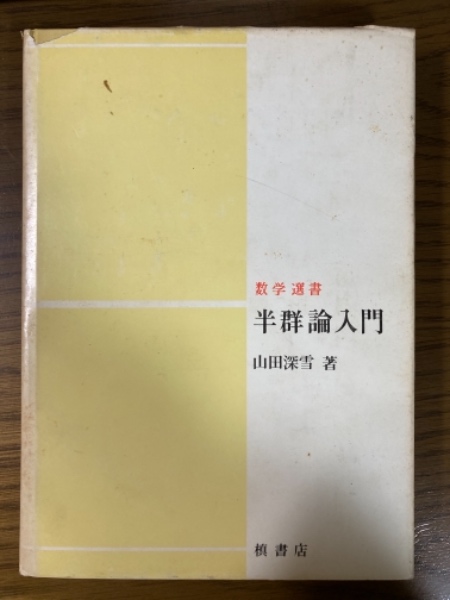 数学選書
半群論入門
山田深雪 著
槙書店